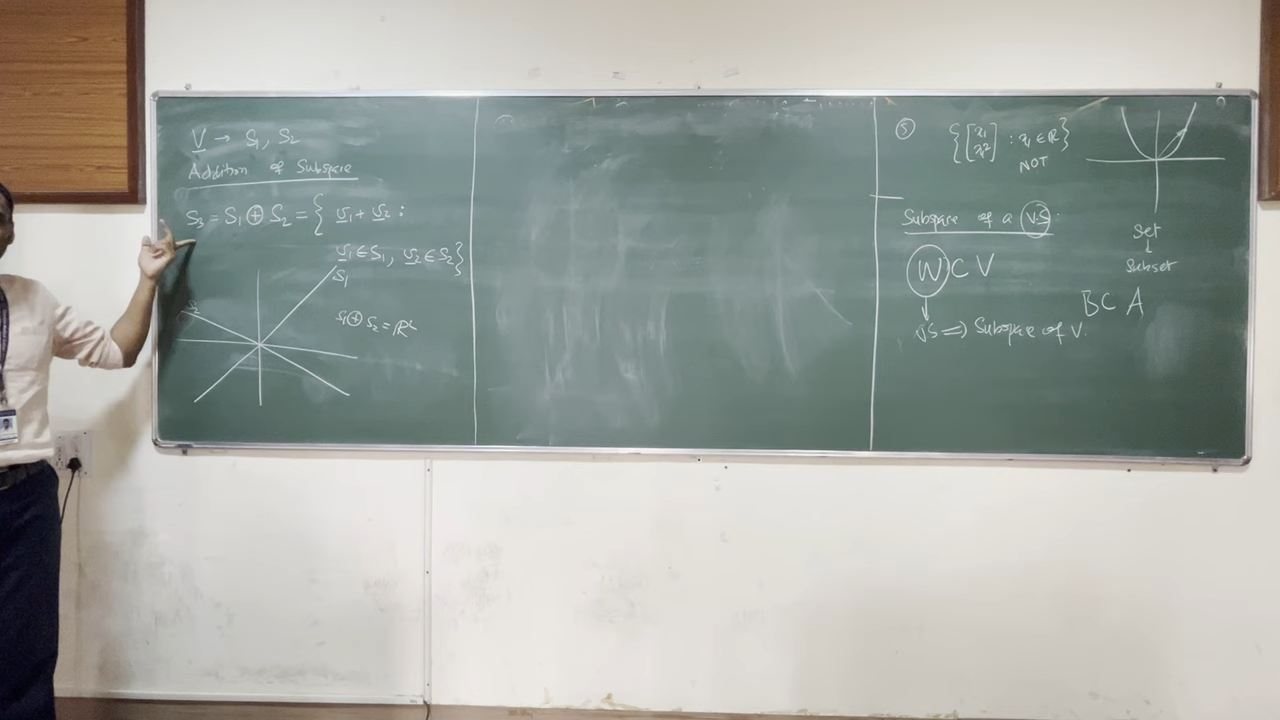 V → S₁, S₂
Addition of Subspace
S₃ = S₁ ⊕ S₂ = { v₁ + v₂ :
v₁ ∈ S₁, v₂ ∈ S₂ }
S₁
S₂
S₁ ⊕ S₂ = ℝ²
⑤ { [x₁ x₁²] : x₁ ∈ ℝ }
NOT
Subspace of a V.S.
W ⊂ V
↓
VS ⇒ Subspace of V.
Set
↓
Subset
B ⊂ A